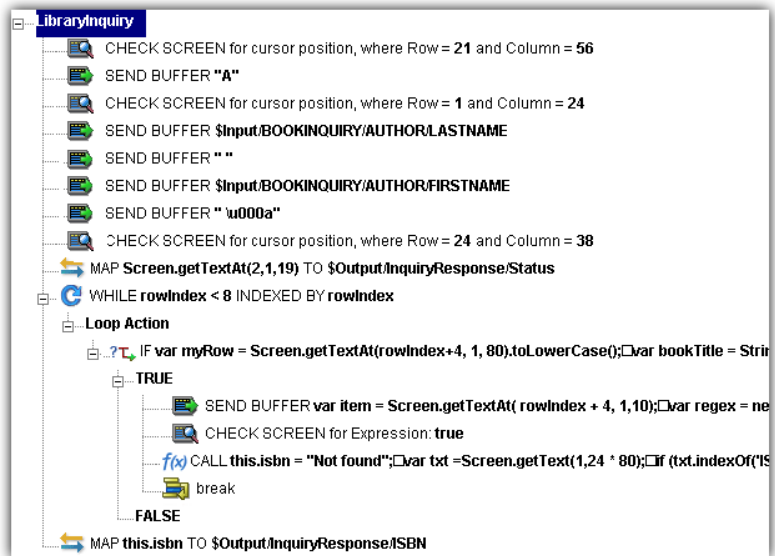 LibraryInquiry
CHECK SCREEN for cursor position, where Row = 21 and Column = 56
SEND BUFFER "A"
CHECK SCREEN for cursor position, where Row = 1 and Column = 24
SEND BUFFER $Input/BOOKINQUIRY/AUTHOR/LASTNAME
SEND BUFFER " "
SEND BUFFER $Input/BOOKINQUIRY/AUTHOR/FIRSTNAME
SEND BUFFER " \u000a"
CHECK SCREEN for cursor position, where Row = 24 and Column = 38
MAP Screen.getTextAt(2,1,19) TO $Output/InquiryResponse/Status
WHILE rowIndex < 8 INDEXED BY rowIndex
Loop Action
IF var myRow = Screen.getTextAt(rowIndex+4, 1, 80).toLowerCase();□var bookTitle = Strin
TRUE
SEND BUFFER var item = Screen.getTextAt( rowIndex + 4, 1,10);□var regex = ne
CHECK SCREEN for Expression: true
f(x) CALL this.isbn = "Not found";□var txt =Screen.getText(1,24 * 80);□if (txt.indexOf('IS
break
FALSE
MAP this.isbn TO $Output/InquiryResponse/ISBN